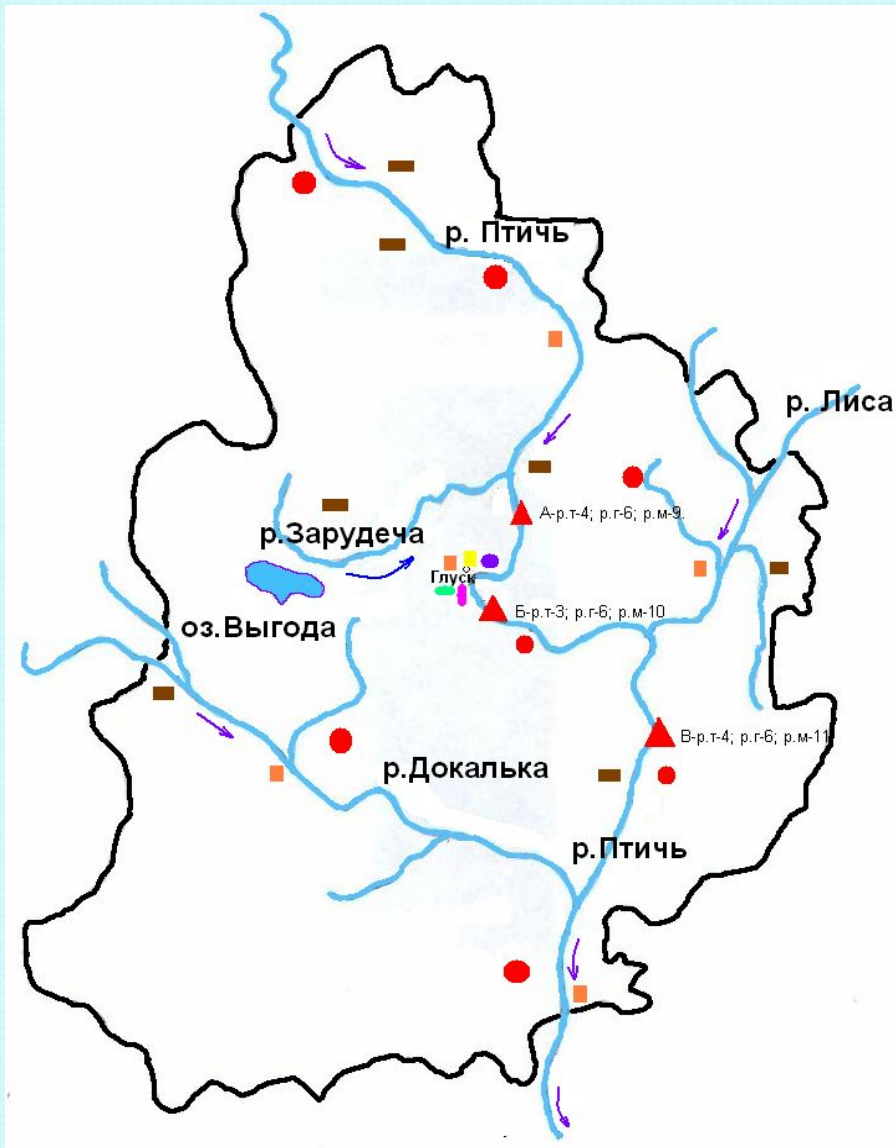 р. Птичь
р. Лиса
А-р.т-4; р.г-6; р.м-9.
р.Зарудеча
Глуск
Б-р.т-3; р.г-6; р.м-10
оз.Выгода
В-р.т-4; р.г-6; р.м-11
р.Докалька
р.Птичь